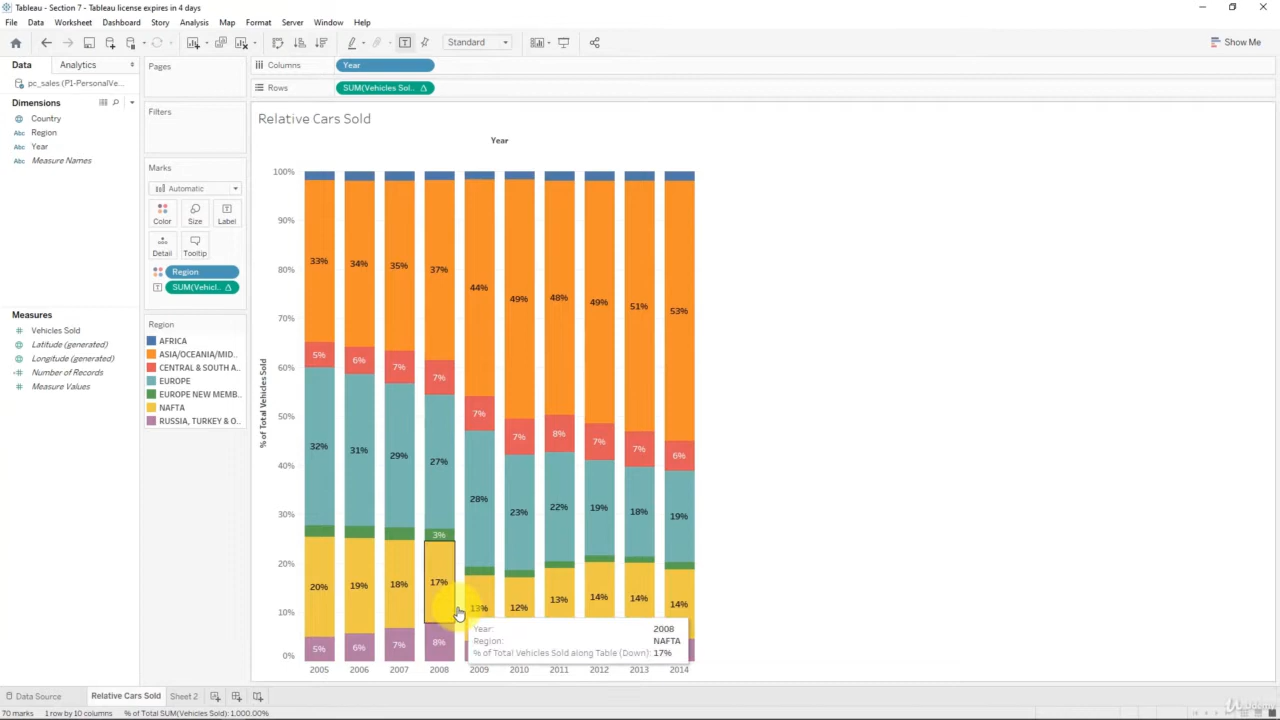 Tableau - Section 7 - Tableau license expires in 4 days
File Data Worksheet Dashboard Story Analysis Map Format Server Window Help
Standard
Show Me
Data Analytics
pc_sales (P1-PersonalVe...
Dimensions
Country
Abc Region
Abc Year
Abc Measure Names
Measures
Vehicles Sold
Latitude (generated)
Longitude (generated)
Number of Records
Measure Values
Pages
Filters
Marks
Automatic
Color Size Label
Detail Tooltip
Region
SUM(Vehicl..
Region
AFRICA
ASIA/OCEANIA/MID..
CENTRAL & SOUTH A..
EUROPE
EUROPE NEW MEMB..
NAFTA
RUSSIA, TURKEY & O..
Columns Year
Rows SUM(Vehicles Sol..
Relative Cars Sold
Year
% of Total Vehicles Sold
100%
90%
80%
70%
60%
50%
40%
30%
20%
10%
0%
33% 34% 35% 37% 44% 49% 48% 49% 51% 53%
5% 6% 7% 7% 7% 7% 8% 7% 7% 6%
32% 31% 29% 27% 28% 23% 22% 19% 18% 19%
3%
20% 19% 18% 17% 13% 12% 13% 14% 14% 14%
5% 6% 7% 8%
Year: 2008
Region: NAFTA
% of Total Vehicles Sold along Table (Down): 17%
2005 2006 2007 2008 2009 2010 2011 2012 2013 2014
Data Source Relative Cars Sold Sheet 2
70 marks 1 row by 10 columns % of Total SUM(Vehicles Sold): 1,000.00%
Udemy